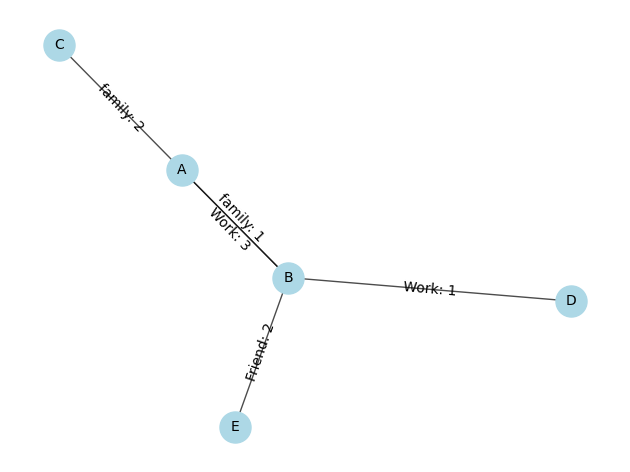 C
family: 2
A
family: 1
Work: 3
B
Work: 1
D
Friend: 2
E